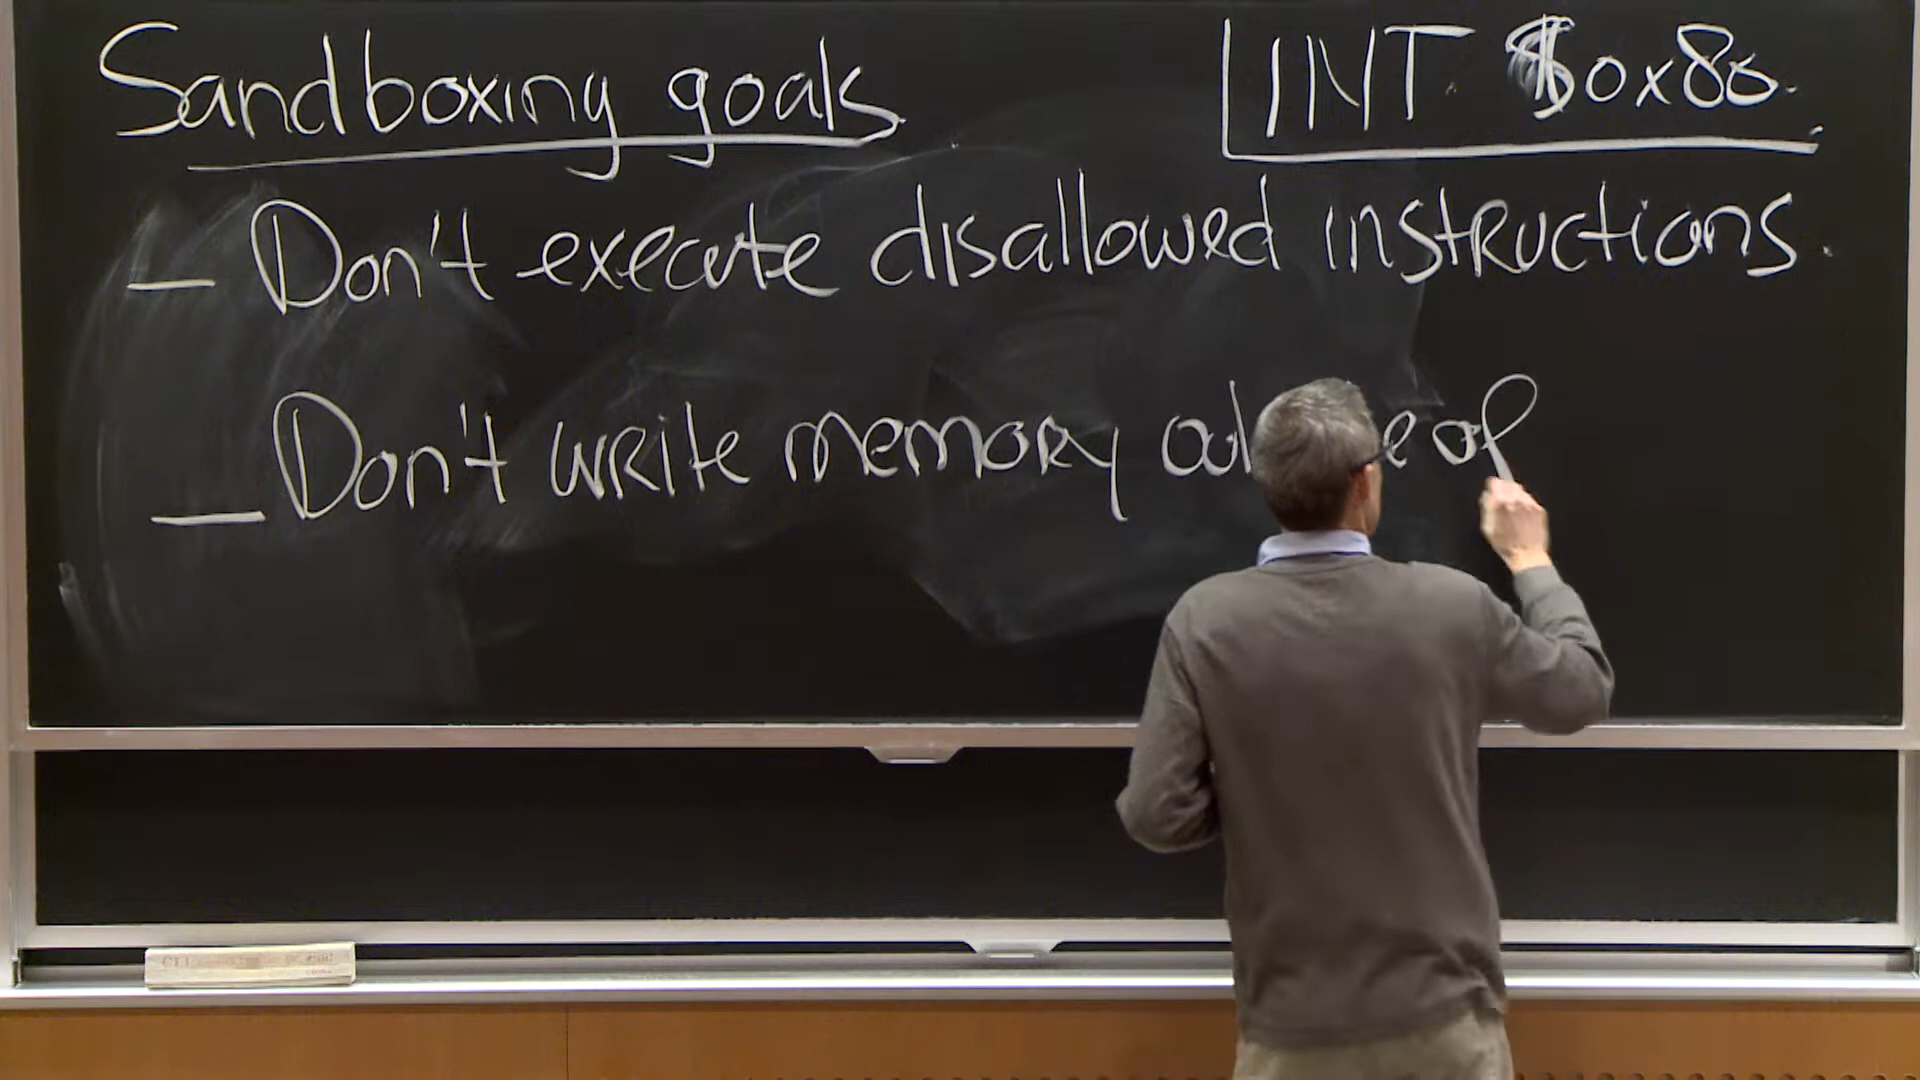 Sandboxing goals
INT $0x80.
– Don't execute disallowed instructions.
– Don't write memory of